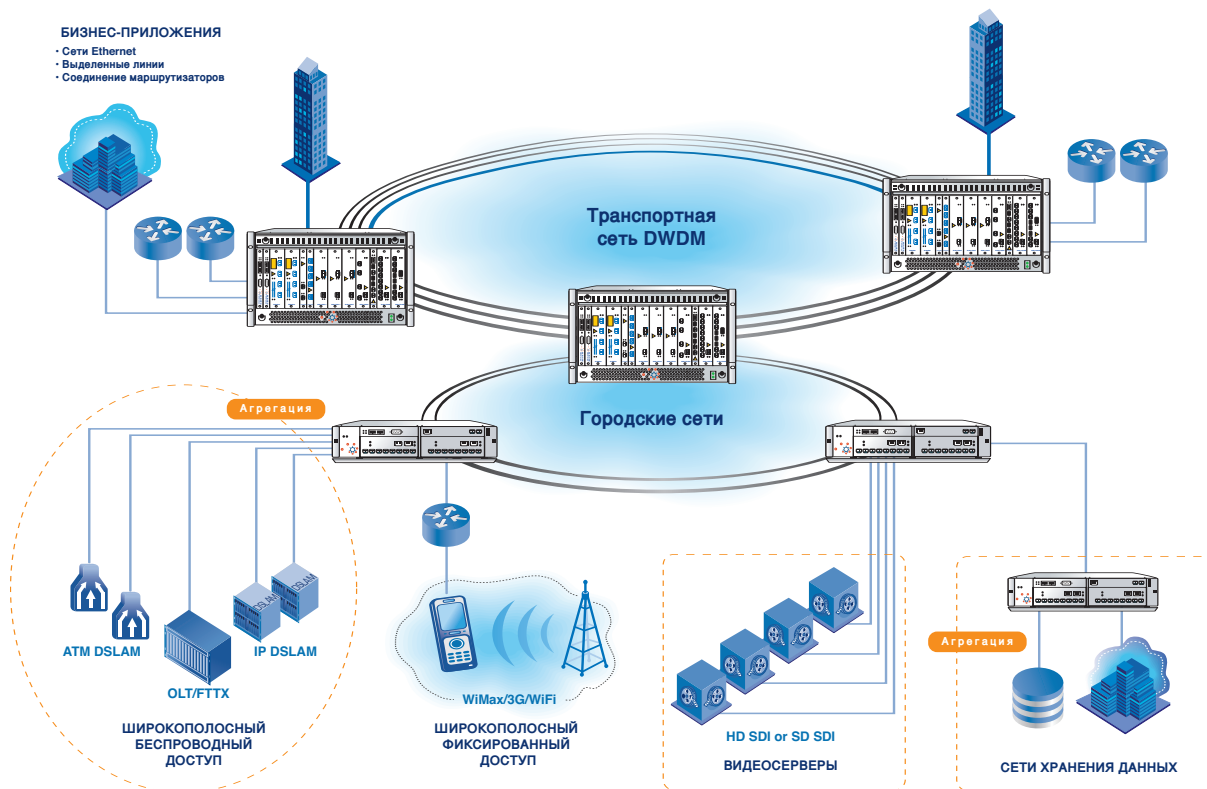 БИЗНЕС-ПРИЛОЖЕНИЯ
• Сети Ethernet
• Выделенные линии
• Соединение маршрутизаторов
Транспортная
сеть DWDM
Городские сети
Агрегация
ATM DSLAM
OLT/FTTX
DSLAM
DSLAM
IP DSLAM
ШИРОКОПОЛОСНЫЙ
БЕСПРОВОДНЫЙ
ДОСТУП
WiMax/3G/WiFi
ШИРОКОПОЛОСНЫЙ
ФИКСИРОВАННЫЙ
ДОСТУП
HD SDI or SD SDI
ВИДЕОСЕРВЕРЫ
Агрегация
СЕТИ ХРАНЕНИЯ ДАННЫХ